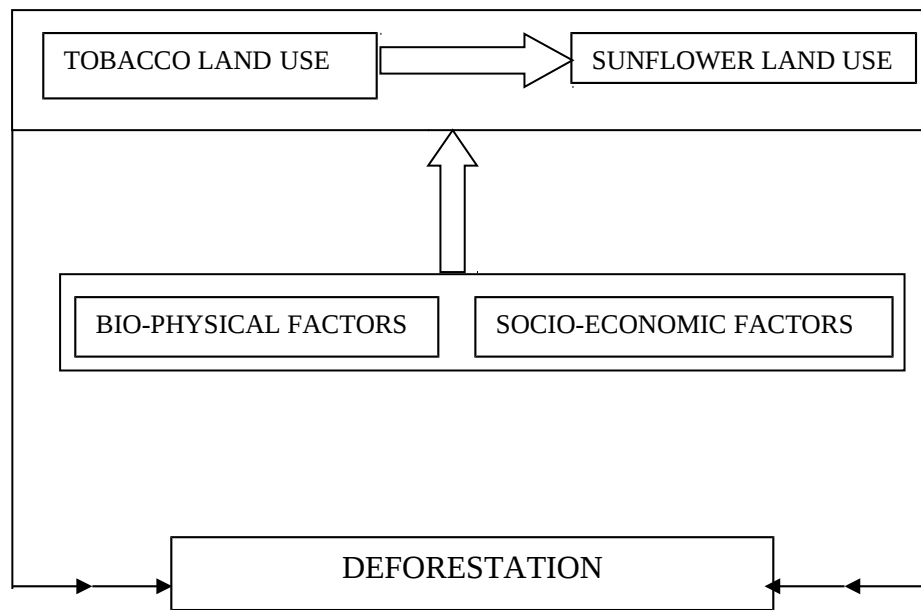 TOBACCO LAND USE
SUNFLOWER LAND USE
BIO-PHYSICAL FACTORS
SOCIO-ECONOMIC FACTORS
DEFORESTATION